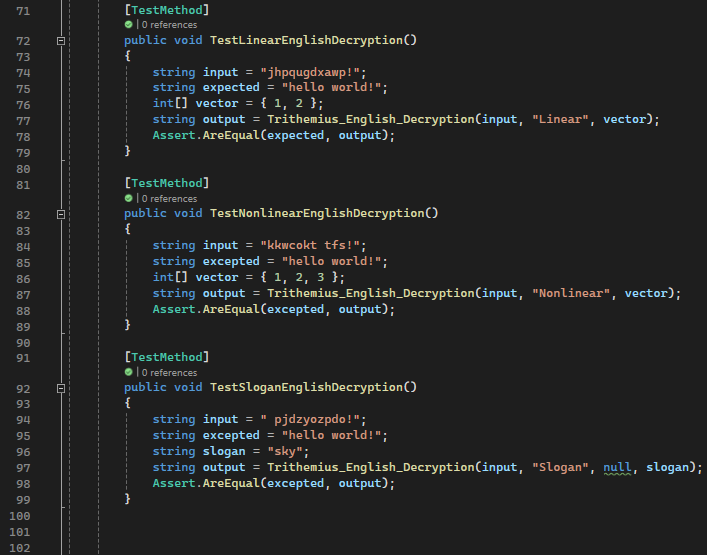 71 [TestMethod]
| 0 references
72 public void TestLinearEnglishDecryption()
73 {
74 string input = "jhpqugdxawp!";
75 string expected = "hello world!";
76 int[] vector = { 1, 2 };
77 string output = Trithemius_English_Decryption(input, "Linear", vector);
78 Assert.AreEqual(expected, output);
79 }
80
81 [TestMethod]
| 0 references
82 public void TestNonlinearEnglishDecryption()
83 {
84 string input = "kkwcokt tfs!";
85 string excepted = "hello world!";
86 int[] vector = { 1, 2, 3 };
87 string output = Trithemius_English_Decryption(input, "Nonlinear", vector);
88 Assert.AreEqual(excepted, output);
89 }
90
91 [TestMethod]
| 0 references
92 public void TestSloganEnglishDecryption()
93 {
94 string input = " pjdzyozpdo!";
95 string excepted = "hello world!";
96 string slogan = "sky";
97 string output = Trithemius_English_Decryption(input, "Slogan", null, slogan);
98 Assert.AreEqual(excepted, output);
99 }
100
101
102